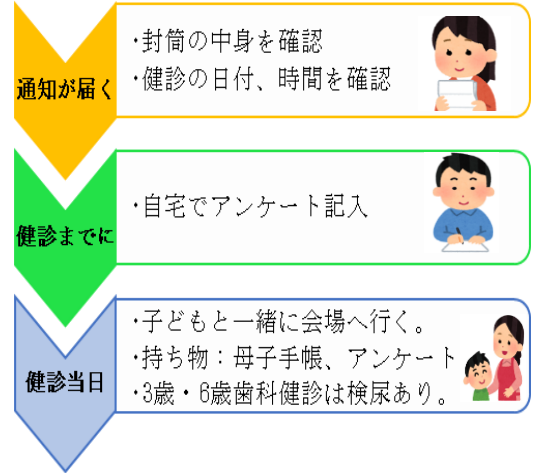 通知が届く
・封筒の中身を確認
・健診の日付、時間を確認
健診までに
・自宅でアンケート記入
健診当日
・子どもと一緒に会場へ行く。
・持ち物：母子手帳、アンケート
・3歳・6歳歯科健診は検尿あり。